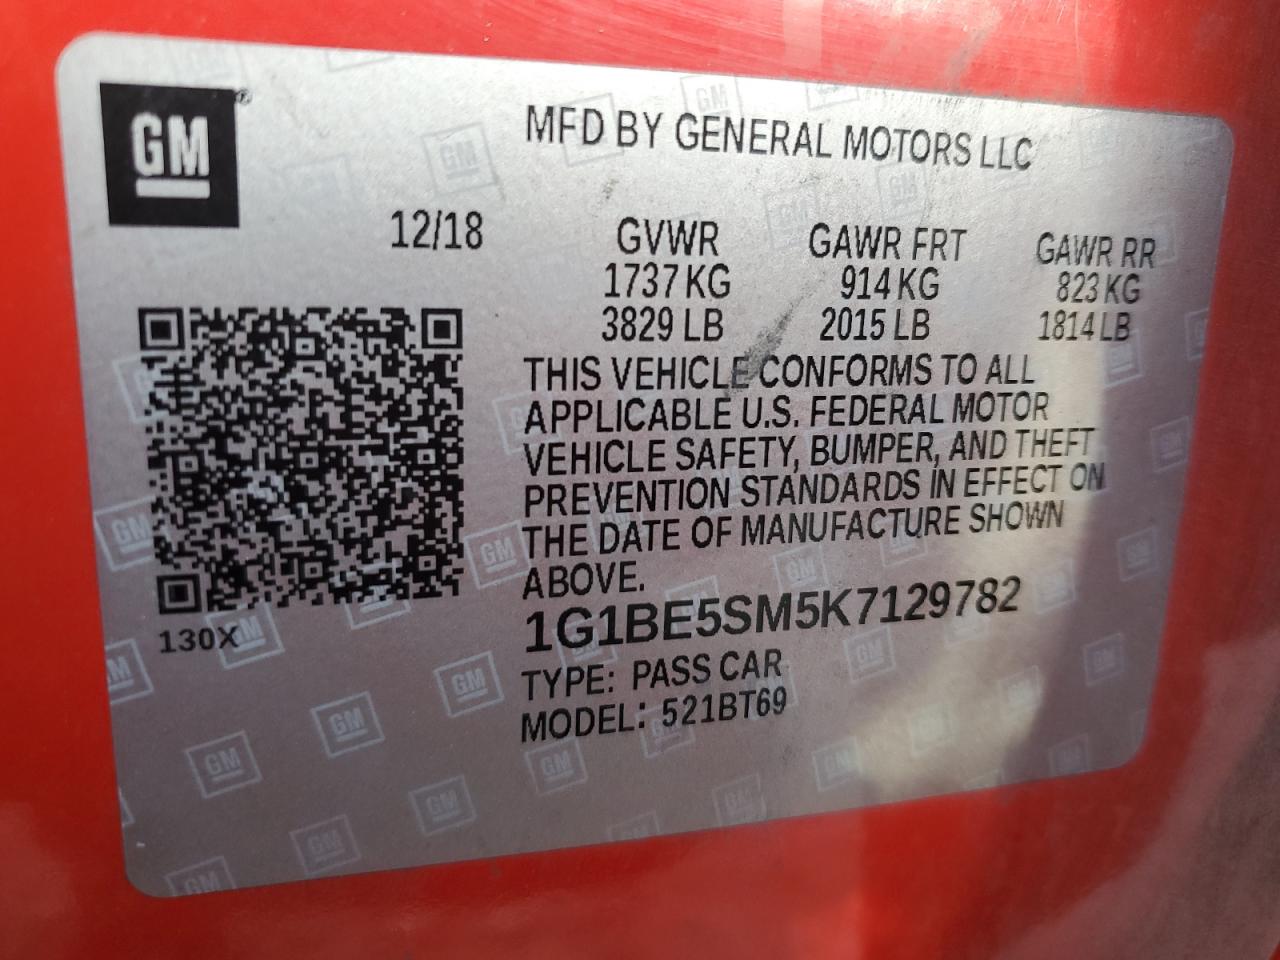 GM
MFD BY GENERAL MOTORS LLC
12/18
GVWR
1737 KG
3829 LB
GAWR FRT
914 KG
2015 LB
GAWR RR
823 KG
1814 LB
THIS VEHICLE CONFORMS TO ALL
APPLICABLE U.S. FEDERAL MOTOR
VEHICLE SAFETY, BUMPER, AND THEFT
PREVENTION STANDARDS IN EFFECT ON
THE DATE OF MANUFACTURE SHOWN
ABOVE.
130X
1G1BE5SM5K7129782
TYPE: PASS CAR
MODEL: 521BT69